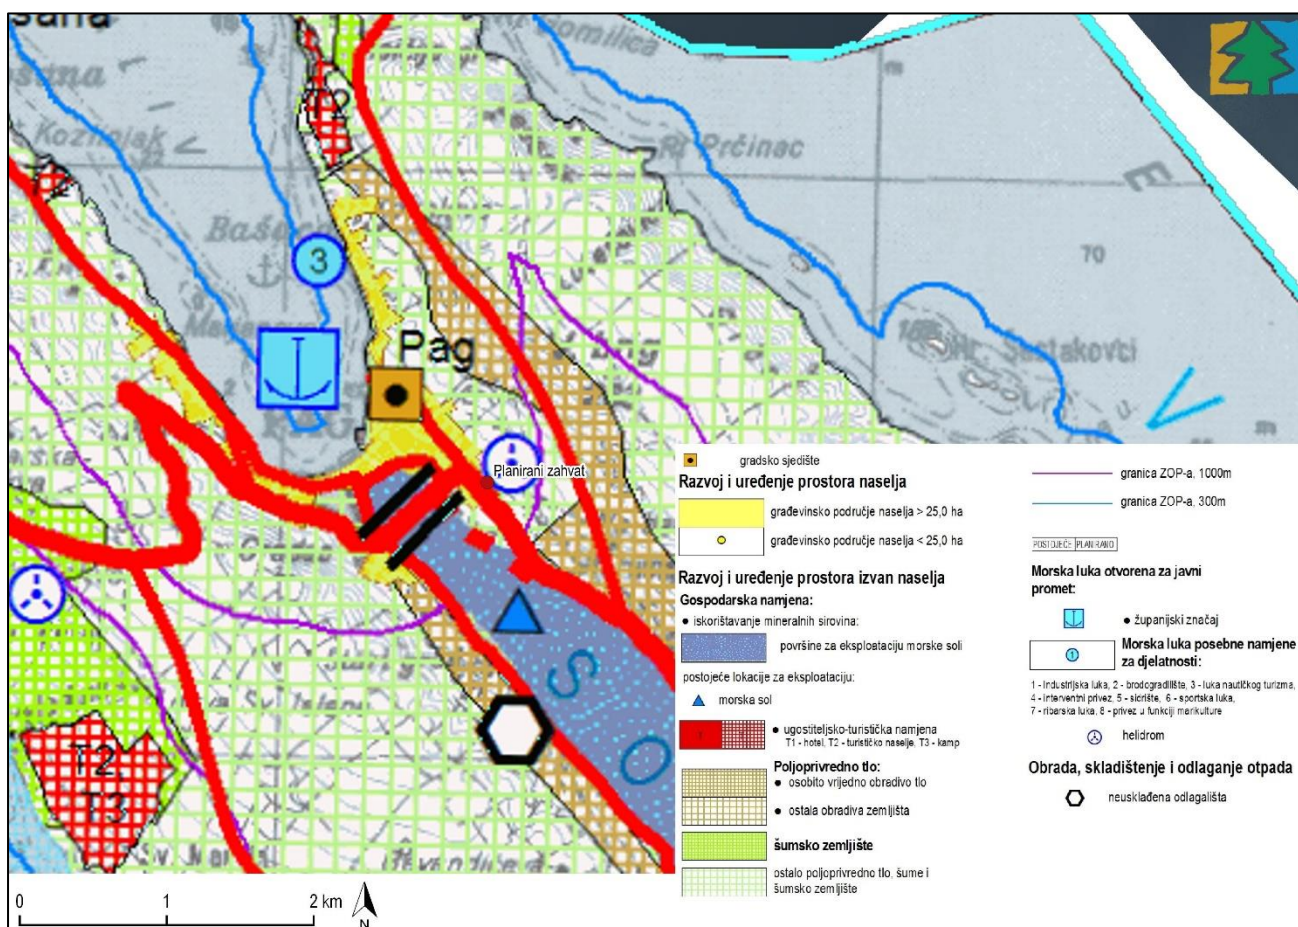 Rt Prčinac
E
70
3
Pag
Hr. Šestakovci
V
Planirani zahvat
S
O
T2
T2,
T3
0 1 2 km
N
gradsko sjedište
Razvoj i uređenje prostora naselja
građevinsko područje naselja > 25,0 ha
građevinsko područje naselja < 25,0 ha
Razvoj i uređenje prostora izvan naselja
Gospodarska namjena:
● iskorištavanje mineralnih sirovina:
površine za eksploataciju morske soli
postojeće lokacije za eksploataciju:
morska sol
● ugostiteljsko-turistička namjena
T1 - hotel, T2 - turističko naselje, T3 - kamp
Poljoprivredno tlo:
● osobito vrijedno obradivo tlo
● ostala obradiva zemljišta
šumsko zemljište
ostalo poljoprivredno tlo, šume i
šumsko zemljište
granica ZOP-a, 1000m
granica ZOP-a, 300m
POSTOJEĆE PLANIRANO
Morska luka otvorena za javni
promet:
● županijski značaj
1
Morska luka posebne namjene
za djelatnosti:
1 - industrijska luka, 2 - brodogradilište, 3 - luka nautičkog turizma,
4 - interventni privez, 5 - sidrište, 6 - sportska luka,
7 - ribarska luka, 8 - privez u funkciji marikulture
helidrom
Obrada, skladištenje i odlaganje otpada
neusklađena odlagališta